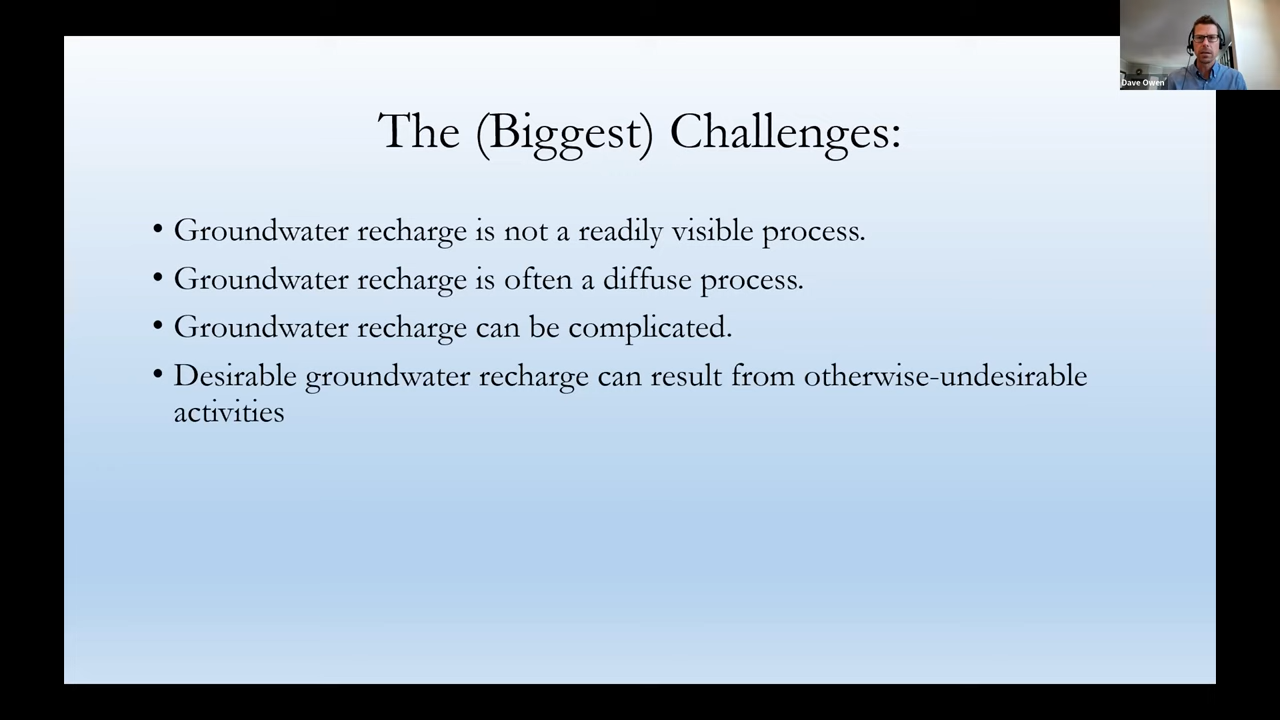 Dave Owen
The (Biggest) Challenges:
• Groundwater recharge is not a readily visible process.
• Groundwater recharge is often a diffuse process.
• Groundwater recharge can be complicated.
• Desirable groundwater recharge can result from otherwise-undesirable
activities